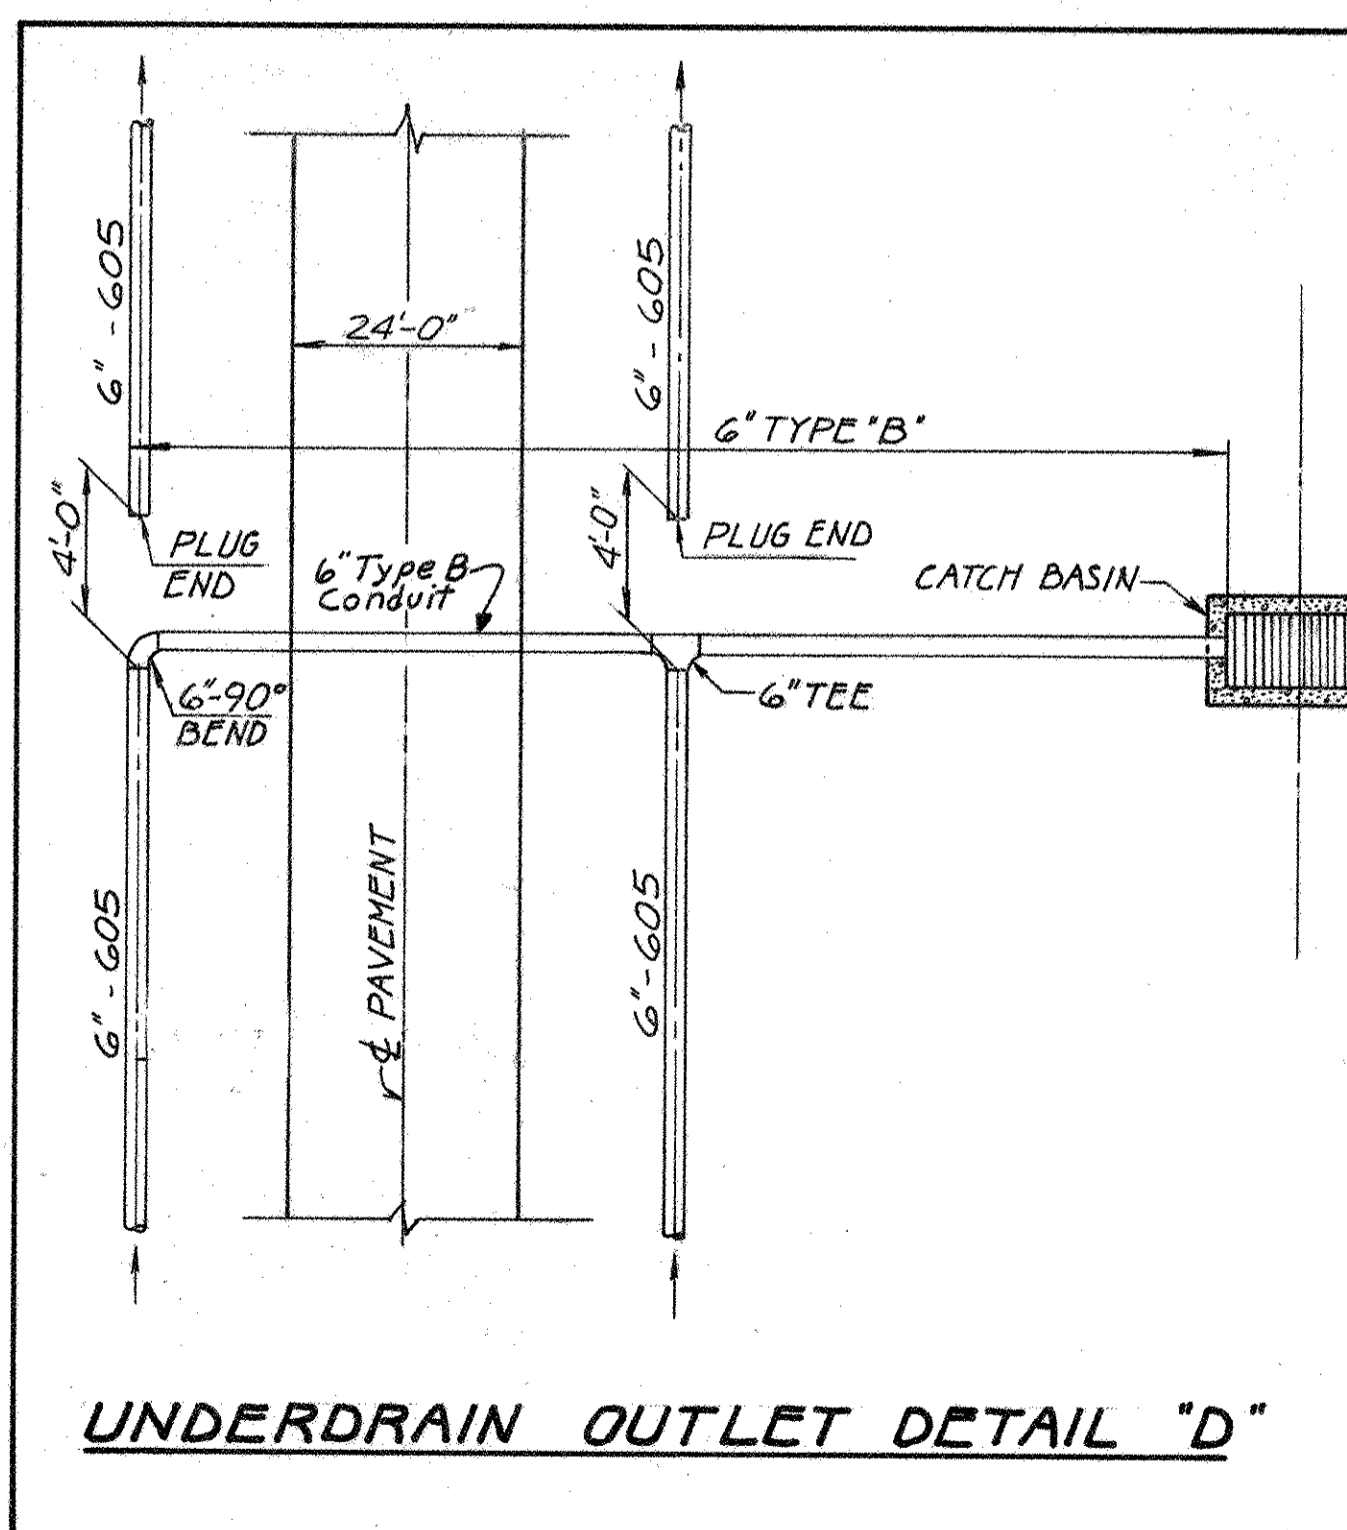 6" - 605
6" - 605
24'-0"
6" TYPE "B"
4'-0"
4'-0"
PLUG
END
PLUG END
6" Type B
Conduit
CATCH BASIN
6"-90°
BEND
6" TEE
6" - 605
℄ PAVEMENT
6" - 605
UNDERDRAIN OUTLET DETAIL "D"